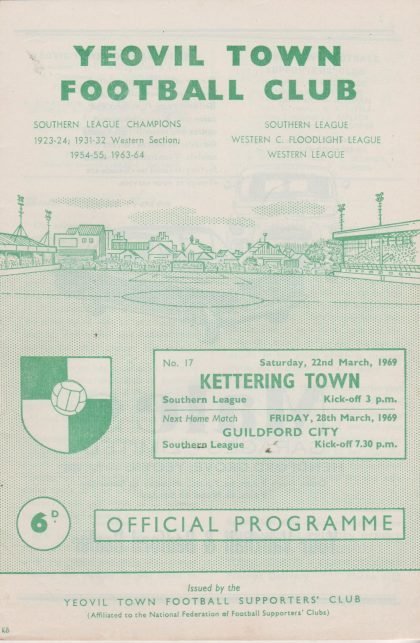 YEOVIL TOWN
FOOTBALL CLUB
SOUTHERN LEAGUE CHAMPIONS
1923-24; 1931-32 Western Section;
1954-55; 1963-64
SOUTHERN LEAGUE
WESTERN C. FLOODLIGHT LEAGUE
WESTERN LEAGUE
No. 17 Saturday, 22nd March, 1969
KETTERING TOWN
Southern League Kick-off 3 p.m.
Next Home Match FRIDAY, 28th March, 1969
GUILDFORD CITY
Southern League Kick-off 7.30 p.m.
6D.
OFFICIAL PROGRAMME
Issued by the
YEOVIL TOWN FOOTBALL SUPPORTERS' CLUB
(Affiliated to the National Federation of Football Supporters' Clubs)